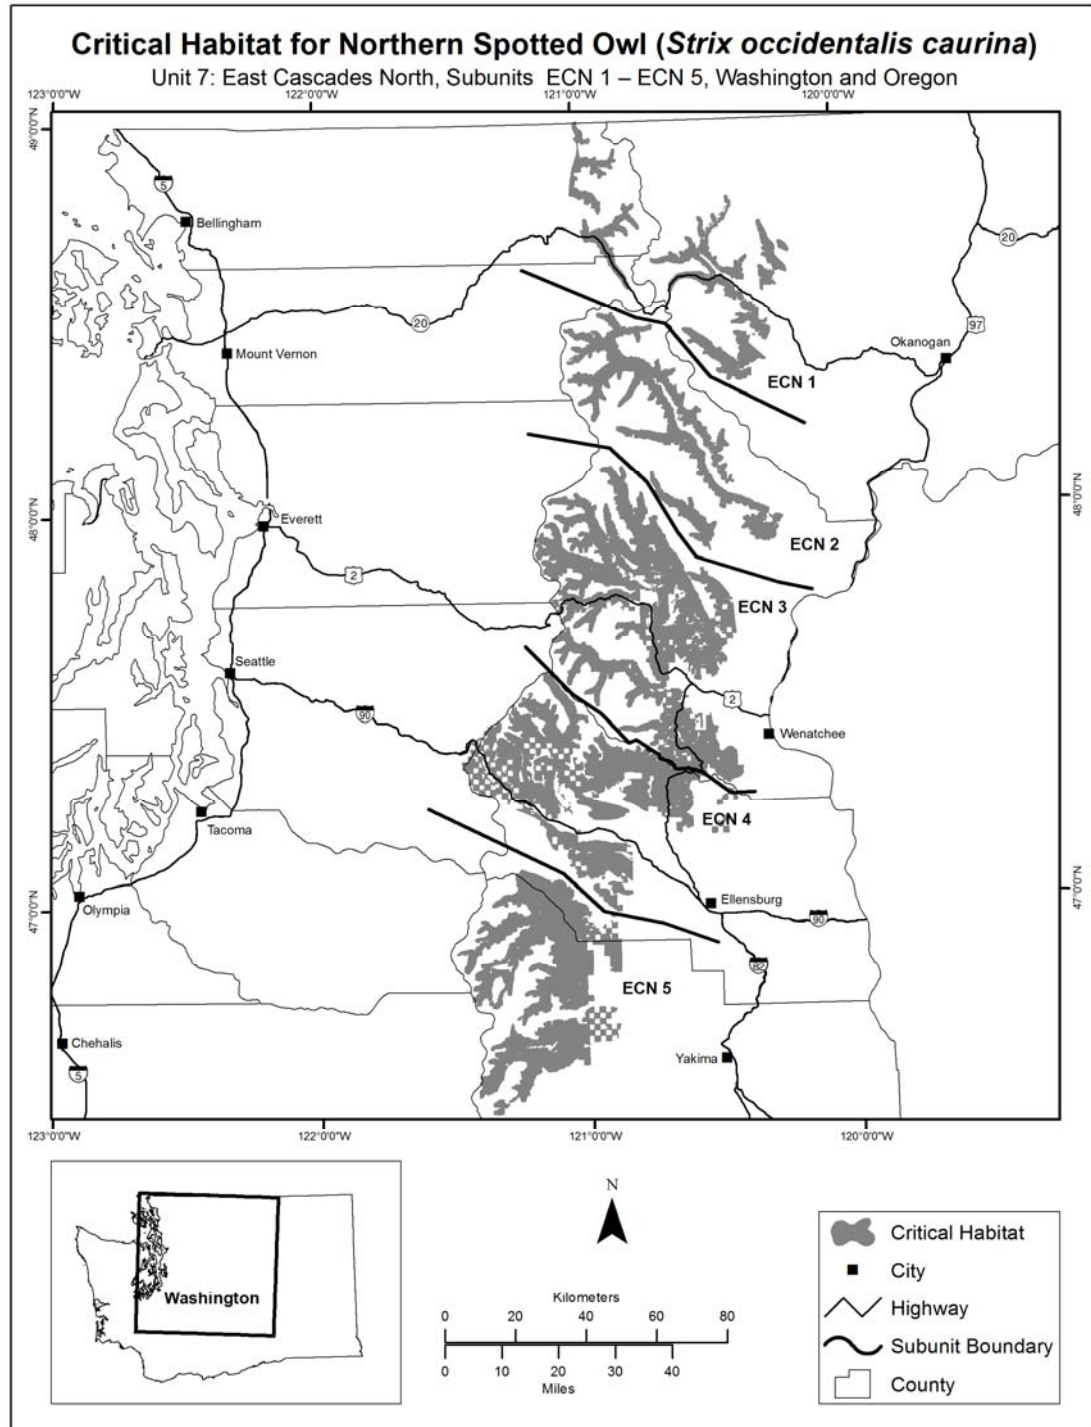 Critical Habitat for Northern Spotted Owl (Strix occidentalis caurina)
Unit 7: East Cascades North, Subunits ECN 1 – ECN 5, Washington and Oregon
123°0'0"W
122°0'0"W
121°0'0"W
120°0'0"W
49°0'0"N
5
Bellingham
20
20
97
Okanogan
Mount Vernon
ECN 1
48°0'0"N
48°0'0"N
Everett
ECN 2
2
ECN 3
Seattle
90
2
Wenatchee
Tacoma
ECN 4
47°0'0"N
47°0'0"N
Olympia
Ellensburg
90
82
ECN 5
Chehalis
Yakima
5
123°0'0"W
122°0'0"W
121°0'0"W
120°0'0"W
Washington
N
Kilometers
0 20 40 60 80
0 10 20 30 40
Miles
Critical Habitat
City
Highway
Subunit Boundary
County